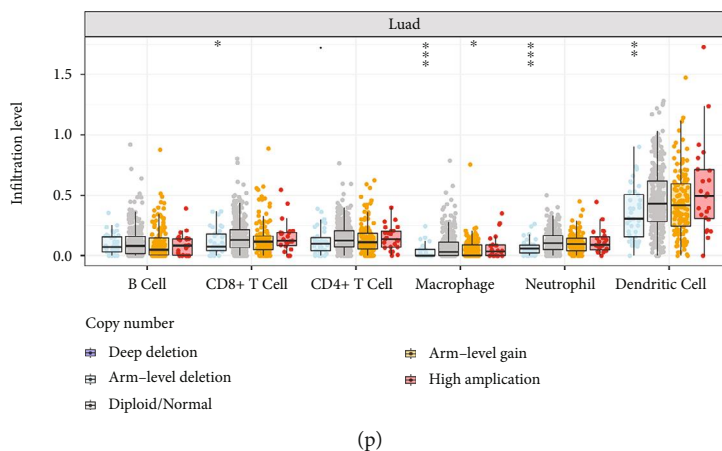 Luad
* . *** * *** **
Infiltration level
1.5
1.0
0.5
0.0
B Cell CD8+ T Cell CD4+ T Cell Macrophage Neutrophil Dendritic Cell
Copy number
Deep deletion
Arm–level deletion
Diploid/Normal
Arm–level gain
High amplication
(p)